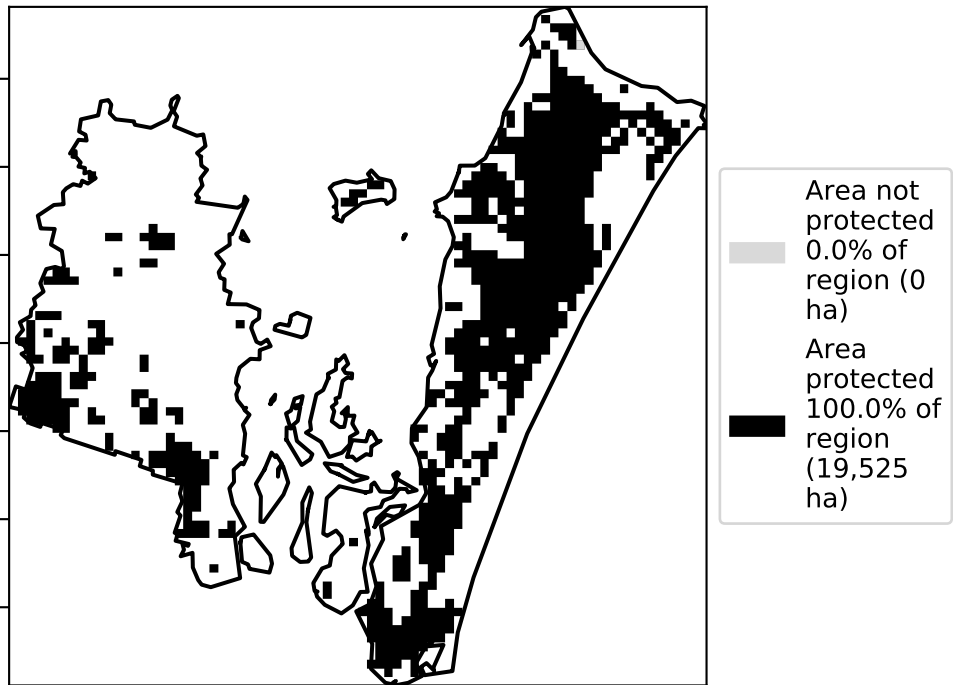 Area not
protected
0.0% of
region (0
ha)
Area
protected
100.0% of
region
(19,525
ha)